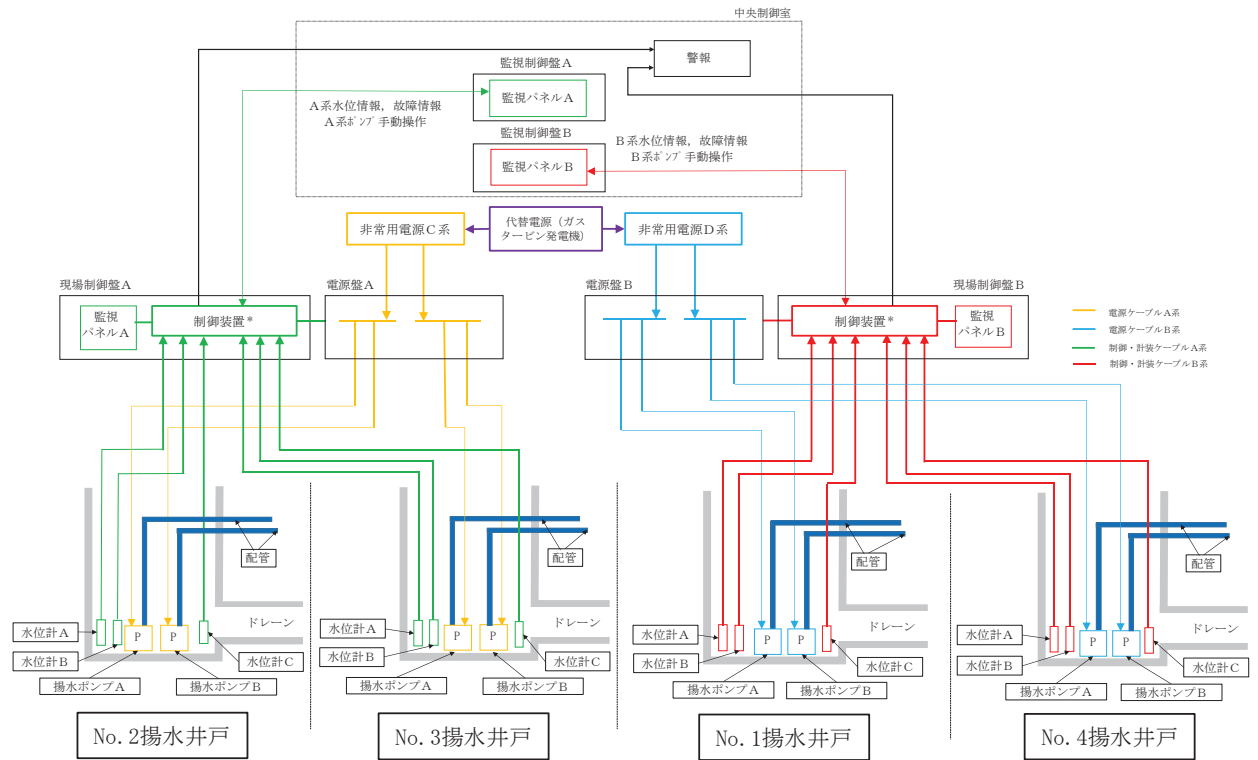 中央制御室
警報
監視制御盤A
監視パネルA
A系水位情報，故障情報
A系ポンプ手動操作
監視制御盤B
監視パネルB
B系水位情報，故障情報
B系ポンプ手動操作
非常用電源C系
代替電源（ガス
タービン発電機）
非常用電源D系
現場制御盤A
監視
パネルA
制御装置*
電源盤A
電源盤B
制御装置*
現場制御盤B
監視
パネルB
電源ケーブルA系
電源ケーブルB系
制御・計装ケーブルA系
制御・計装ケーブルB系
配管
ドレーン
水位計A
水位計B
P
P
水位計C
揚水ポンプA
揚水ポンプB
No.2揚水井戸
配管
ドレーン
水位計A
水位計B
P
P
水位計C
揚水ポンプA
揚水ポンプB
No.3揚水井戸
配管
ドレーン
水位計A
水位計B
P
P
水位計C
揚水ポンプA
揚水ポンプB
No.1揚水井戸
配管
ドレーン
水位計A
水位計B
P
P
水位計C
揚水ポンプA
揚水ポンプB
No.4揚水井戸